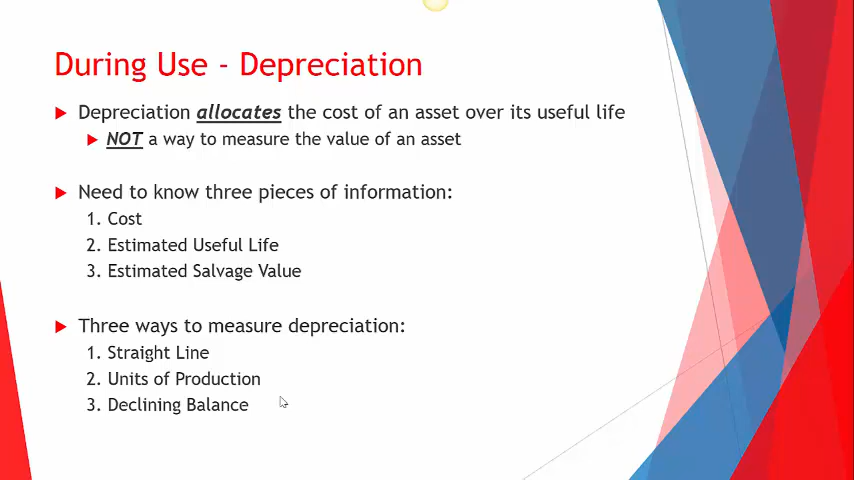 During Use - Depreciation
Depreciation allocates the cost of an asset over its useful life
NOT a way to measure the value of an asset
Need to know three pieces of information:
1. Cost
2. Estimated Useful Life
3. Estimated Salvage Value
Three ways to measure depreciation:
1. Straight Line
2. Units of Production
3. Declining Balance